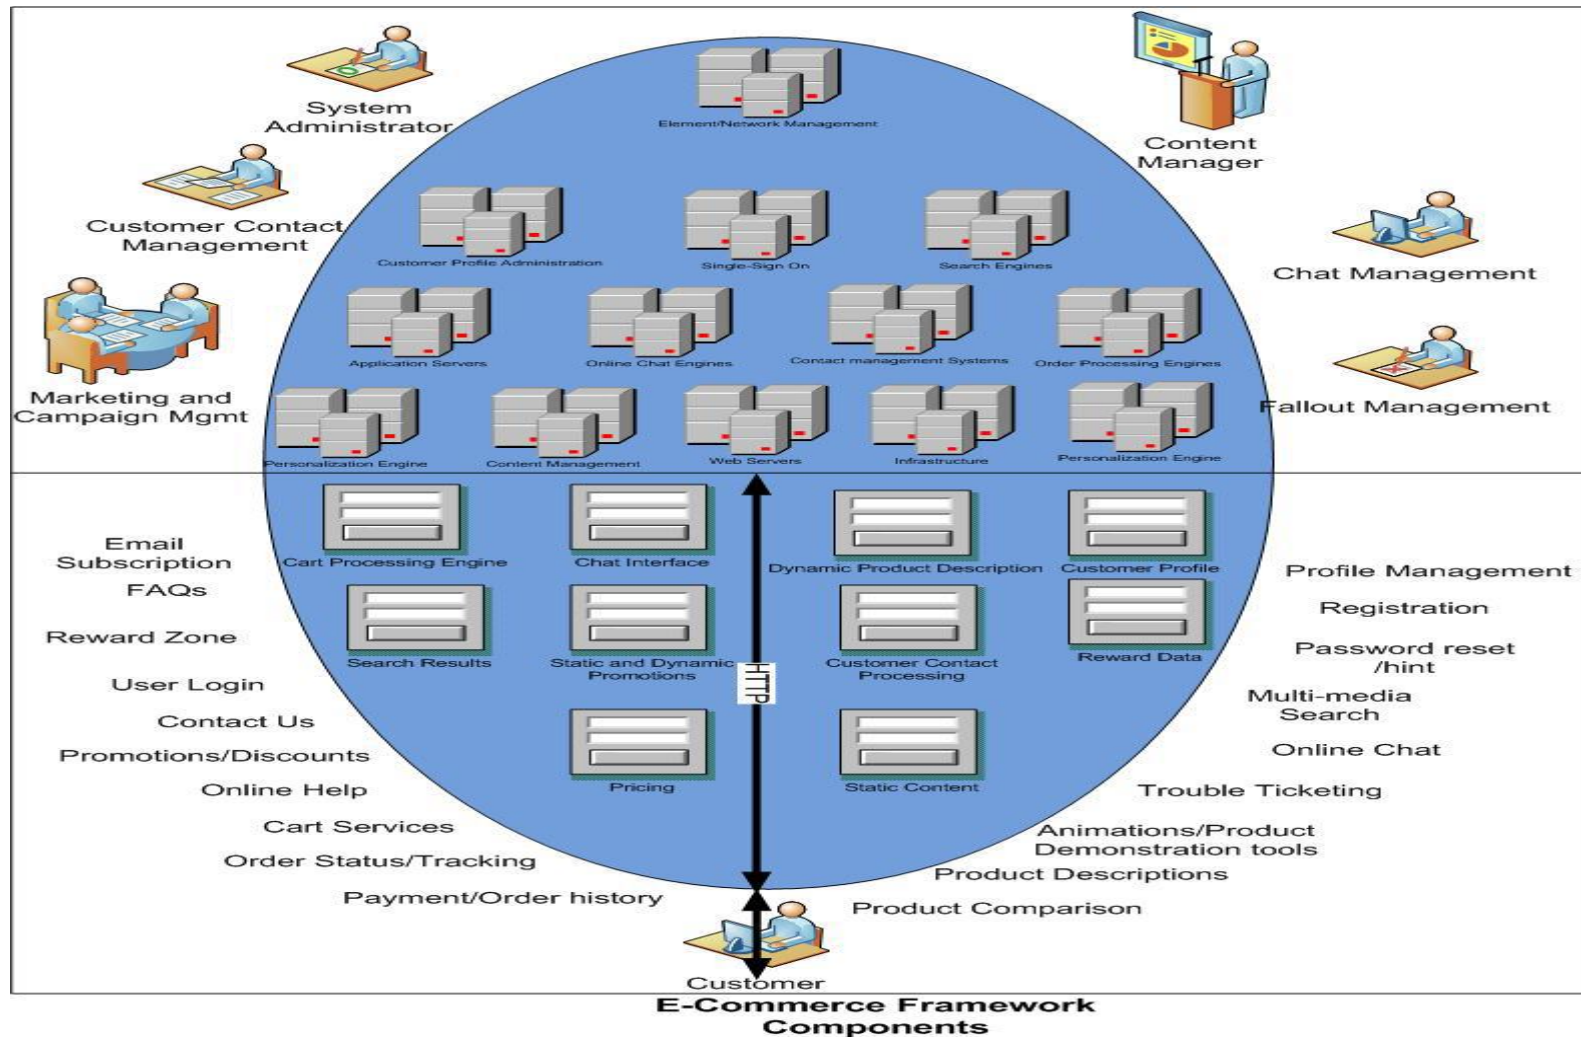 System
Administrator
Content
Manager
Element/Network Management
Customer Contact
Management
Customer Profile Administration
Single-Sign On
Search Engines
Chat Management
Marketing and
Campaign Mgmt
Application Servers
Online Chat Engines
Contact management Systems
Order Processing Engines
Fallout Management
Personalization Engine
Content Management
Web Servers
Infrastructure
Personalization Engine
Cart Processing Engine
Chat Interface
Dynamic Product Description
Customer Profile
Search Results
Static and Dynamic
Promotions
Customer Contact
Processing
Reward Data
HTTP
Pricing
Static Content
Email
Subscription
FAQs
Reward Zone
User Login
Contact Us
Promotions/Discounts
Online Help
Cart Services
Order Status/Tracking
Payment/Order history
Profile Management
Registration
Password reset
/hint
Multi-media
Search
Online Chat
Trouble Ticketing
Animations/Product
Demonstration tools
Product Descriptions
Product Comparison
Customer
E-Commerce Framework
Components